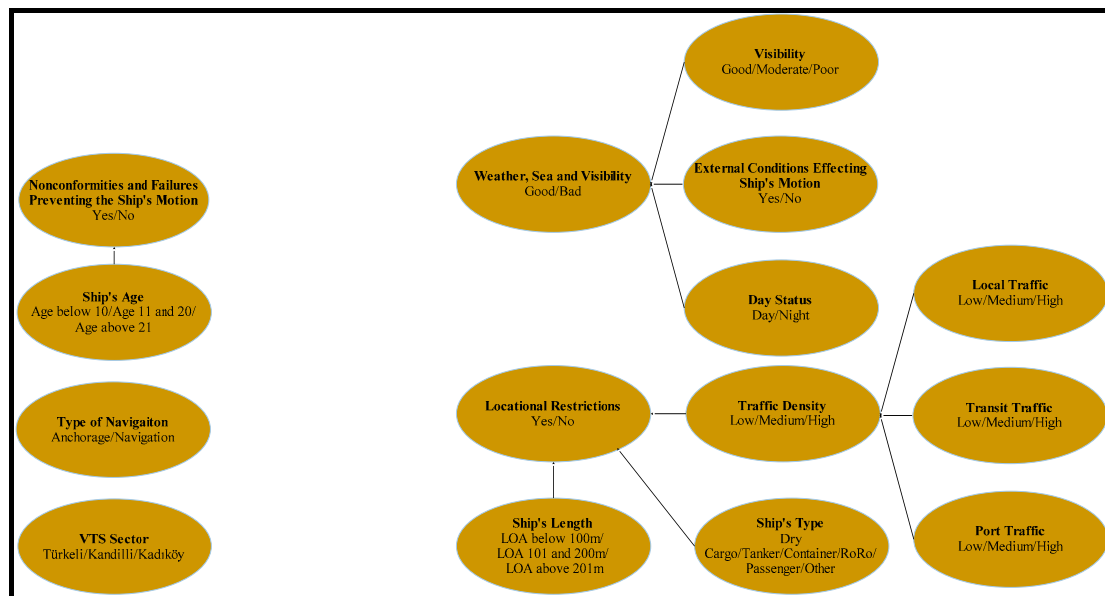 Visibility
Good/Moderate/Poor
Nonconformities and Failures
Preventing the Ship's Motion
Yes/No
Weather, Sea and Visibility
Good/Bad
External Conditions Effecting
Ship's Motion
Yes/No
Ship's Age
Age below 10/Age 11 and 20/
Age above 21
Day Status
Day/Night
Local Traffic
Low/Medium/High
Type of Navigaiton
Anchorage/Navigation
Locational Restrictions
Yes/No
Traffic Density
Low/Medium/High
Transit Traffic
Low/Medium/High
VTS Sector
Türkeli/Kandilli/Kadıköy
Ship's Length
LOA below 100m/
LOA 101 and 200m/
LOA above 201m
Ship's Type
Dry
Cargo/Tanker/Container/RoRo/
Passenger/Other
Port Traffic
Low/Medium/High